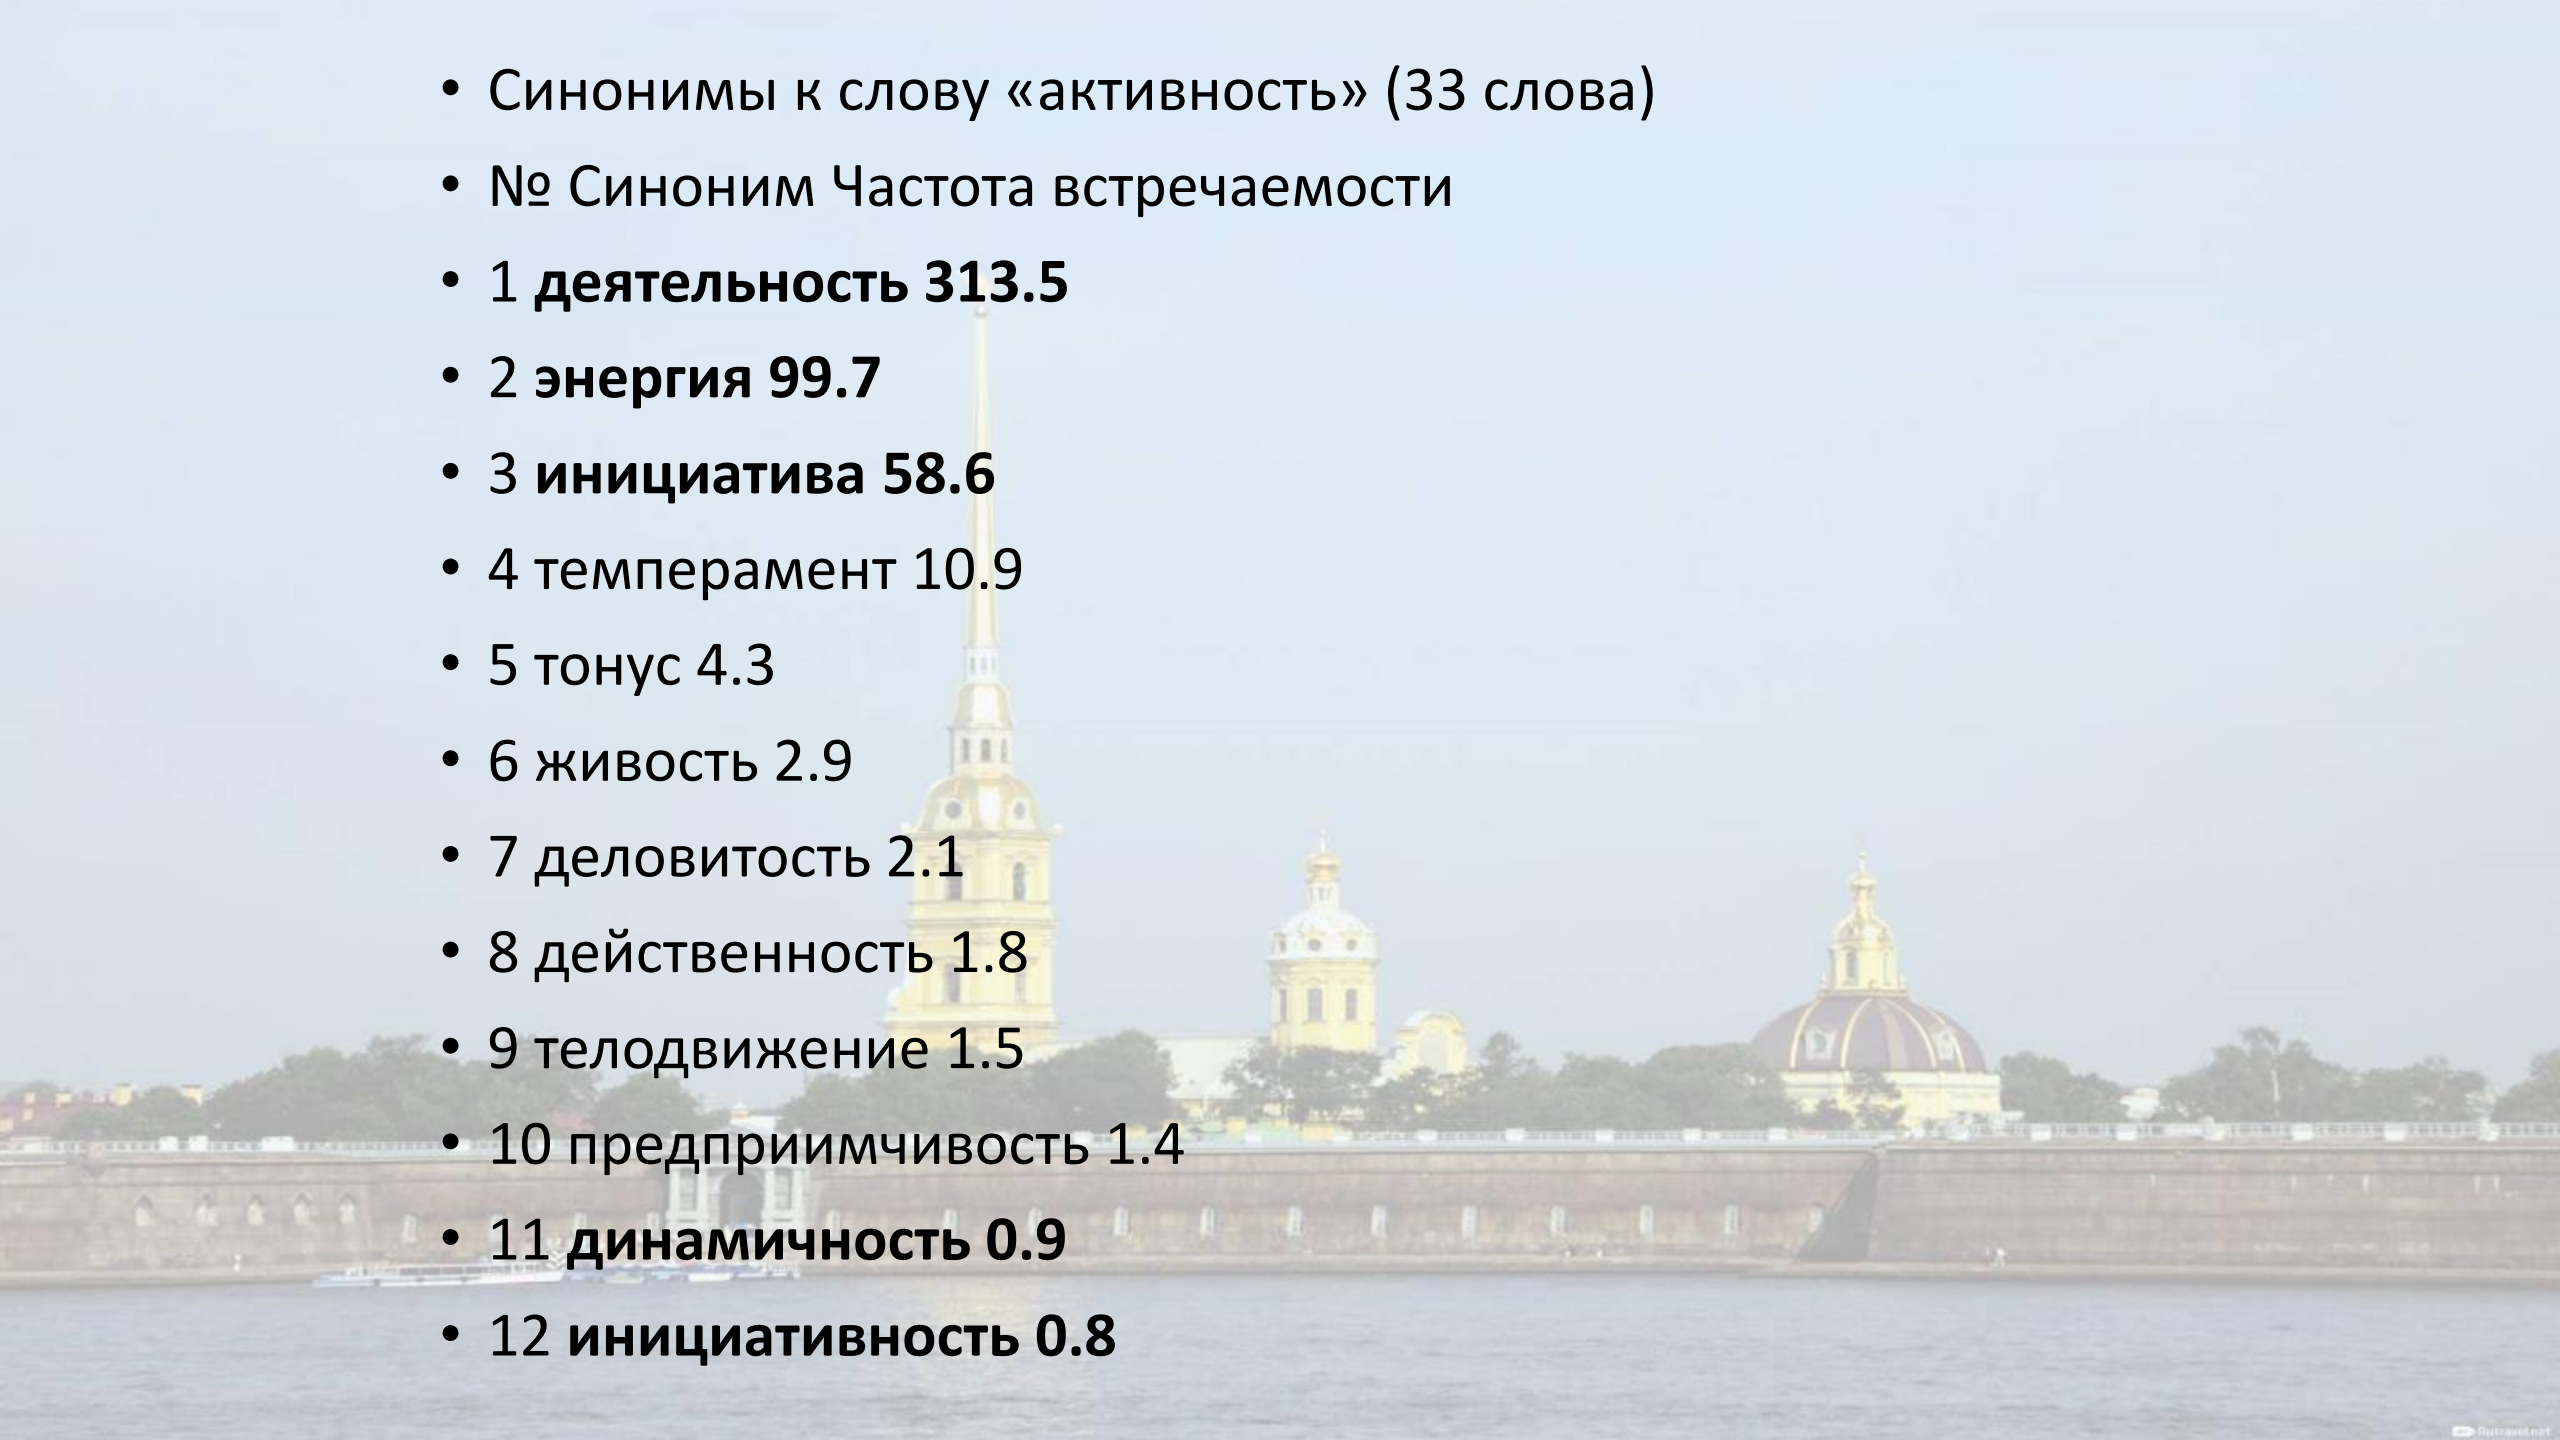 • Синонимы к слову «активность» (33 слова)
• № Синоним Частота встречаемости
• 1 деятельность 313.5
• 2 энергия 99.7
• 3 инициатива 58.6
• 4 темперамент 10.9
• 5 тонус 4.3
• 6 живость 2.9
• 7 деловитость 2.1
• 8 действенность 1.8
• 9 телодвижение 1.5
• 10 предприимчивость 1.4
• 11 динамичность 0.9
• 12 инициативность 0.8